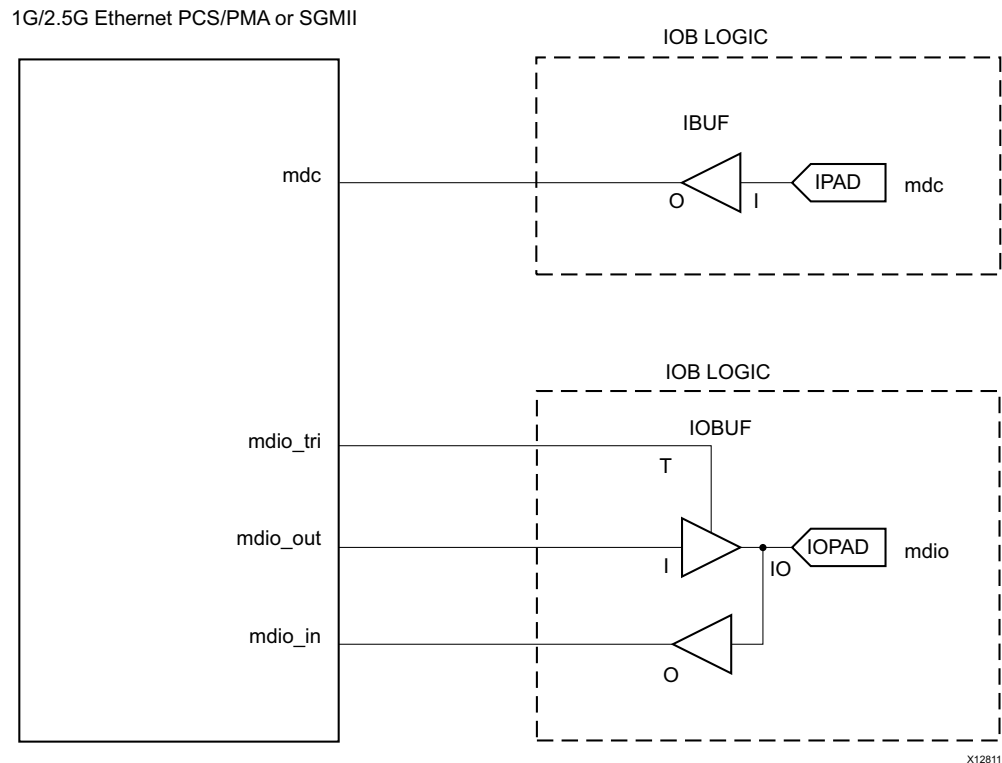 1G/2.5G Ethernet PCS/PMA or SGMII
IOB LOGIC
IBUF
mdc
IPAD
mdc
O
I
IOB LOGIC
IOBUF
mdio_tri
T
mdio_out
IOPAD
mdio
I
IO
mdio_in
O
X12811